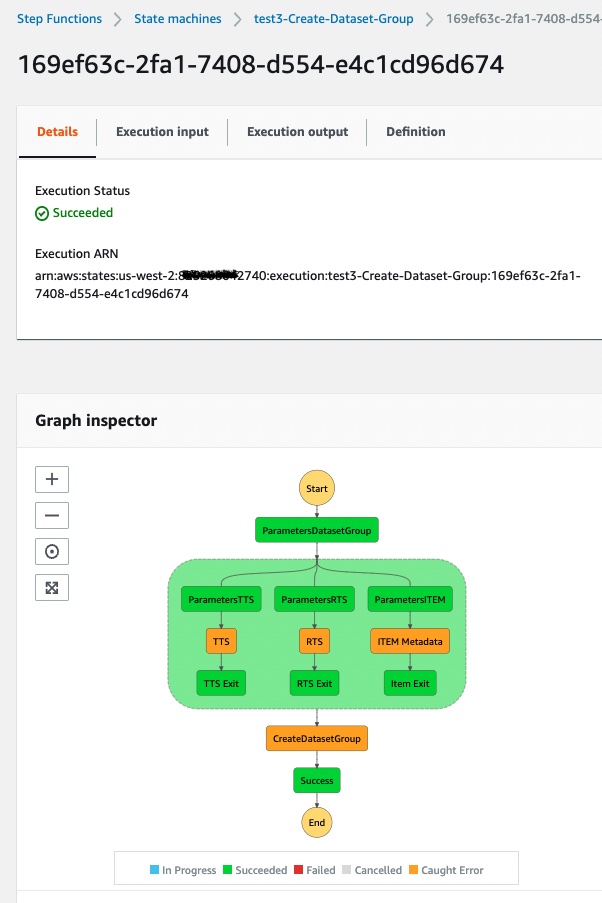 Step Functions > State machines > test3-Create-Dataset-Group > 169ef63c-2fa1-7408-d554-
169ef63c-2fa1-7408-d554-e4c1cd96d674
Details Execution input Execution output Definition
Execution Status
Succeeded
Execution ARN
arn:aws:states:us-west-2: 2740:execution:test3-Create-Dataset-Group:169ef63c-2fa1-
7408-d554-e4c1cd96d674
Graph inspector
Start
ParametersDatasetGroup
ParametersTTS ParametersRTS ParametersITEM
TTS RTS ITEM Metadata
TTS Exit RTS Exit Item Exit
CreateDatasetGroup
Success
End
In Progress Succeeded Failed Cancelled Caught Error